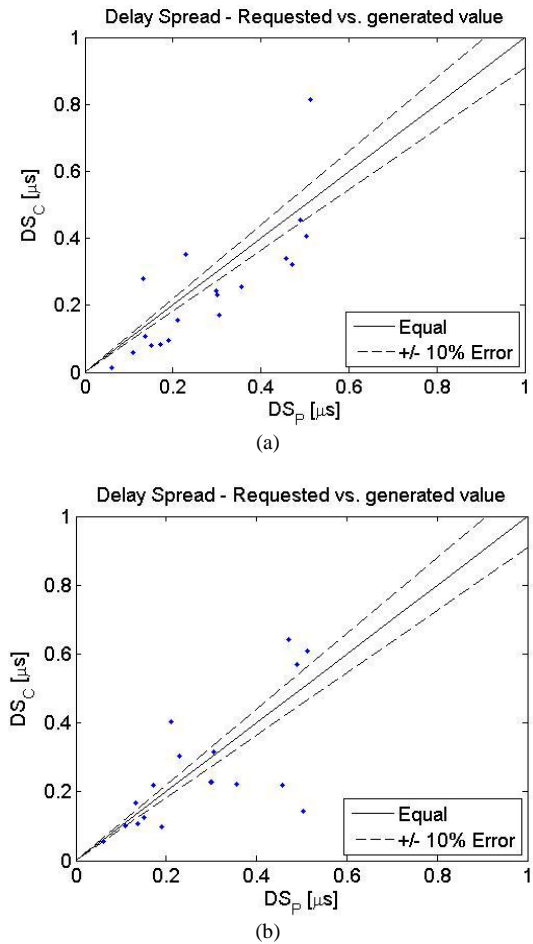 Delay Spread - Requested vs. generated value
1
0.8
0.6
0.4
0.2
0
DS_C [µs]
0
0.2
0.4
0.6
0.8
1
DS_P [µs]
Equal
+/- 10% Error
(a)
Delay Spread - Requested vs. generated value
1
0.8
0.6
0.4
0.2
0
DS_C [µs]
0
0.2
0.4
0.6
0.8
1
DS_P [µs]
Equal
+/- 10% Error
(b)